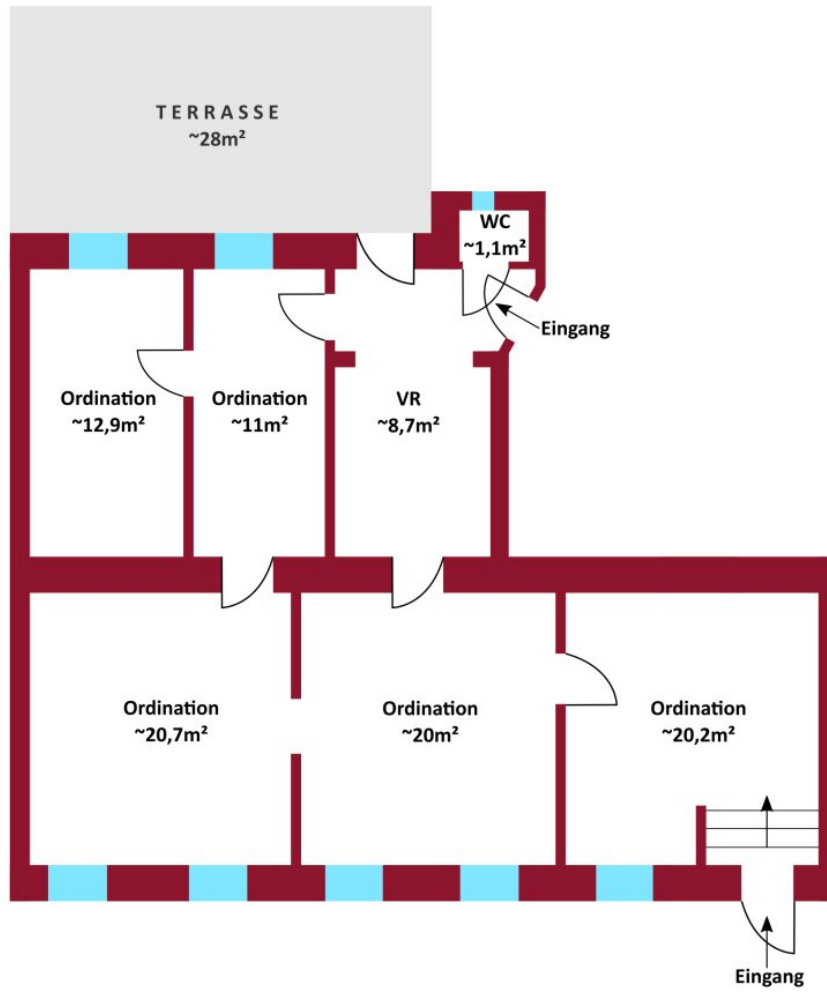 TERRASSE
~28m²
WC
~1,1m²
Eingang
Ordination
~12,9m²
Ordination
~11m²
VR
~8,7m²
Ordination
~20,7m²
Ordination
~20m²
Ordination
~20,2m²
Eingang